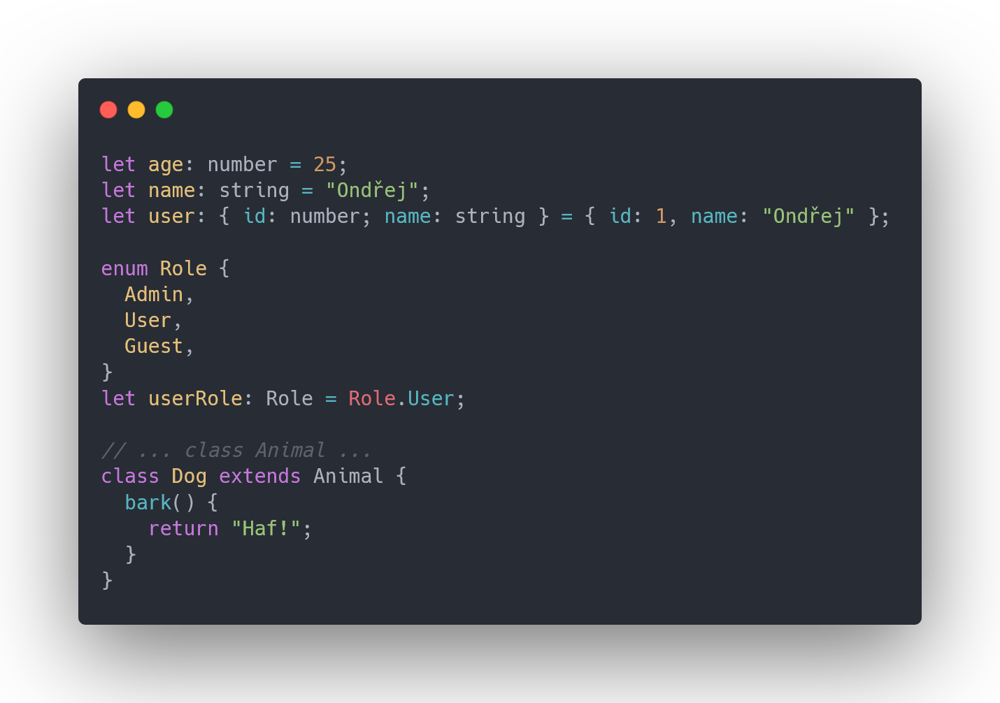 let age: number = 25;
let name: string = "Ondřej";
let user: { id: number; name: string } = { id: 1, name: "Ondřej" };

enum Role {
  Admin,
  User,
  Guest,
}
let userRole: Role = Role.User;

// ... class Animal ...
class Dog extends Animal {
  bark() {
    return "Haf!";
  }
}